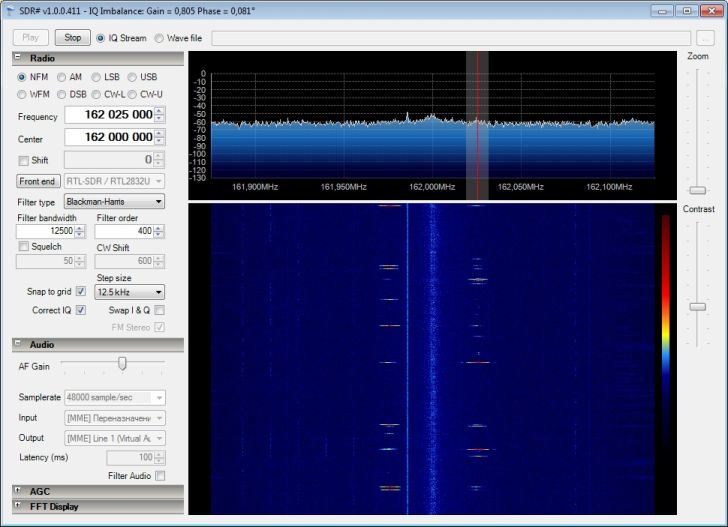 SDR# v1.0.0.411 - IQ Imbalance: Gain = 0,805 Phase = 0,081°
Play Stop IQ Stream Wave file ...
Radio
NFM AM LSB USB
WFM DSB CW-L CW-U
Frequency 162 025 000
Center 162 000 000
Shift 0
Front end RTL-SDR / RTL2832U
Filter type Blackman-Harris
Filter bandwidth Filter order
12500 400
Squelch CW Shift
50 600
Step size
Snap to grid 12.5 kHz
Correct IQ Swap I & Q
FM Stereo
Audio
AF Gain
Samplerate 48000 sample/sec
Input [MME] Переназначени
Output [MME] Line 1 (Virtual Au
Latency (ms) 100
Filter Audio
AGC
FFT Display
0
-10
-20
-30
-40
-50
-60
-70
-80
-90
-100
-110
-120
-130
161,900MHz 161,950MHz 162,000MHz 162,050MHz 162,100MHz
Zoom
Contrast